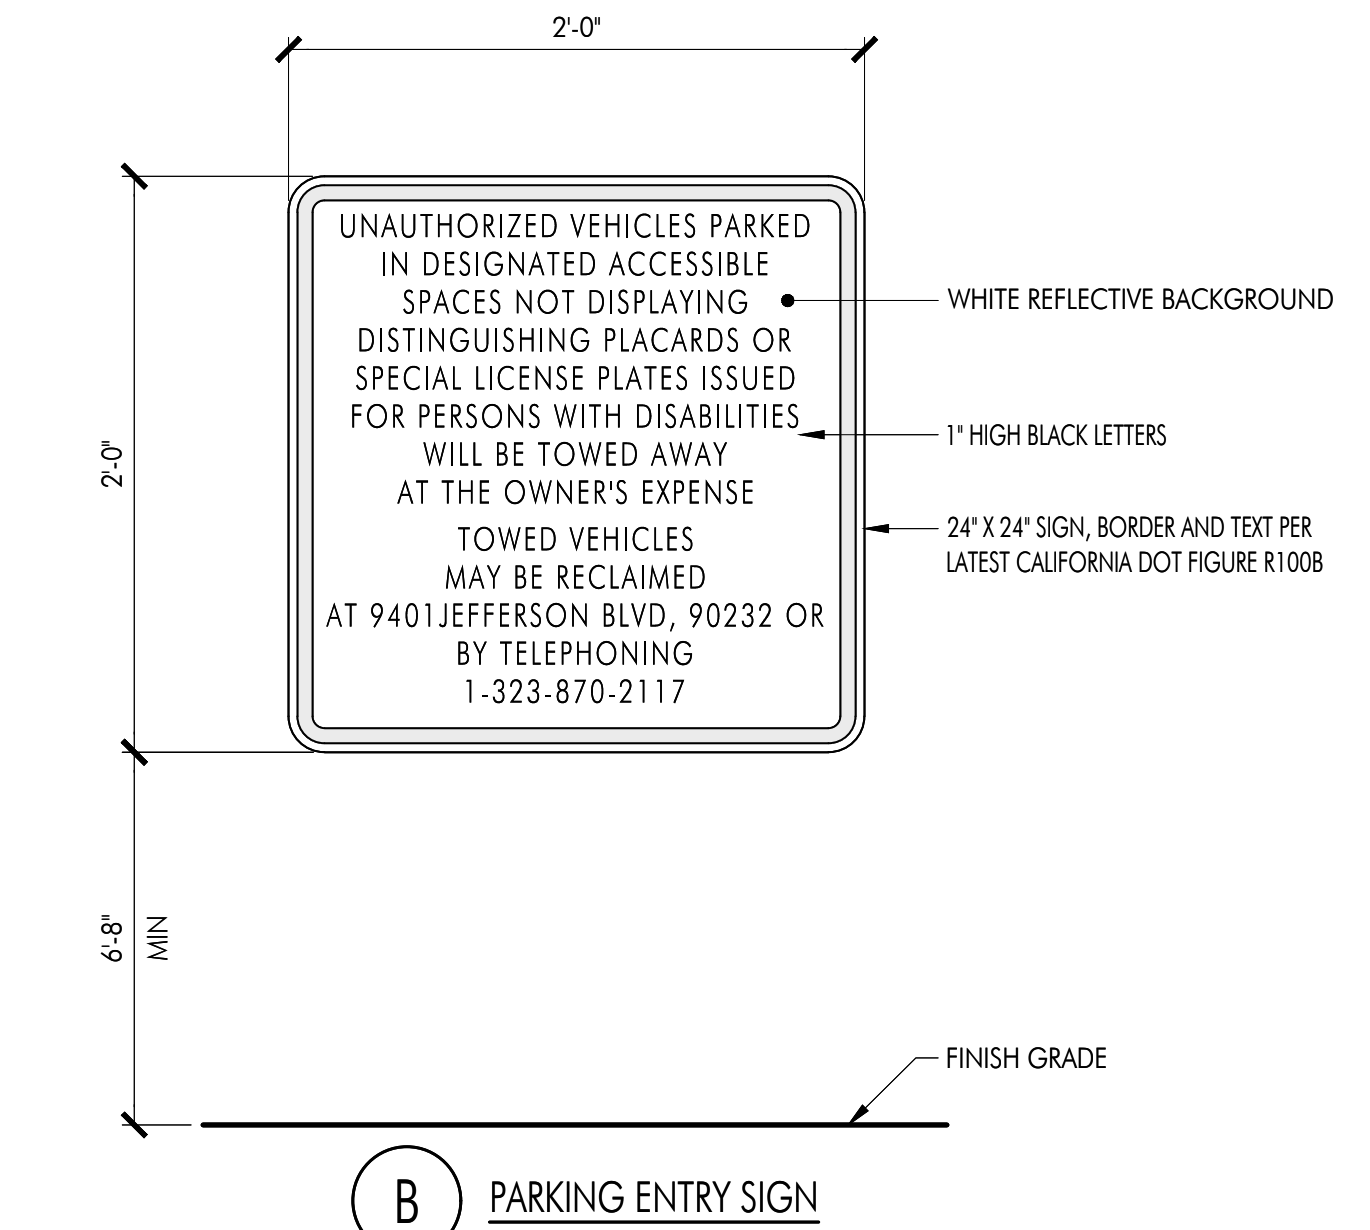 2'-0"
UNAUTHORIZED VEHICLES PARKED
IN DESIGNATED ACCESSIBLE
SPACES NOT DISPLAYING
DISTINGUISHING PLACARDS OR
SPECIAL LICENSE PLATES ISSUED
FOR PERSONS WITH DISABILITIES
WILL BE TOWED AWAY
AT THE OWNER'S EXPENSE
TOWED VEHICLES
MAY BE RECLAIMED
AT 9401JEFFERSON BLVD, 90232 OR
BY TELEPHONING
1-323-870-2117
WHITE REFLECTIVE BACKGROUND
1" HIGH BLACK LETTERS
24" X 24" SIGN, BORDER AND TEXT PER
LATEST CALIFORNIA DOT FIGURE R100B
2'-0"
6'-8"
MIN
FINISH GRADE
B
PARKING ENTRY SIGN